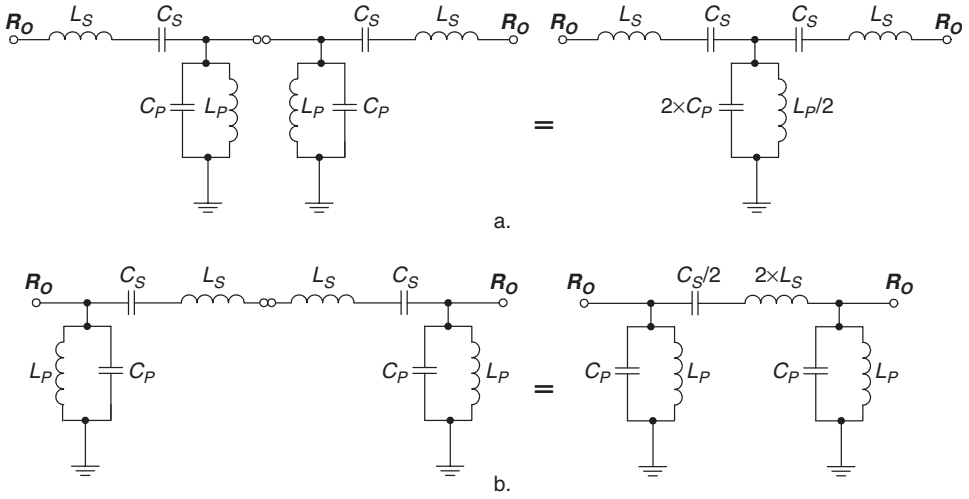 R_O L_S C_S C_S L_S R_O R_O L_S C_S C_S L_S R_O
C_P L_P L_P C_P 2×C_P L_P/2
=
a.
R_O C_S L_S L_S C_S R_O R_O C_S/2 2×L_S R_O
L_P C_P C_P L_P = C_P L_P C_P L_P
b.